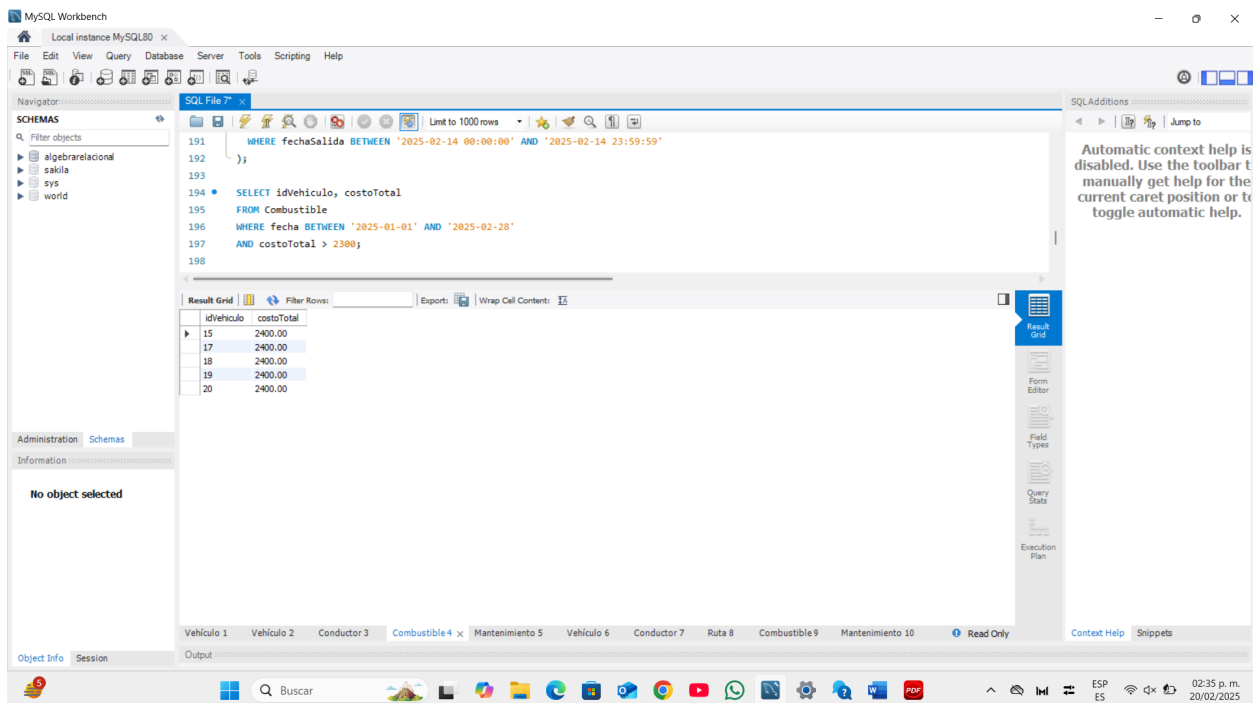 MySQL Workbench
Local instance MySQL80
File Edit View Query Database Server Tools Scripting Help
Navigator
SCHEMAS
Filter objects
algebrarelacional
sakila
sys
world
Administration Schemas
Information
No object selected
Object Info Session
SQL File 7*
Limit to 1000 rows
191 WHERE fechaSalida BETWEEN '2025-02-14 00:00:00' AND '2025-02-14 23:59:59'
192 );
193
194 SELECT idVehiculo, costoTotal
195 FROM Combustible
196 WHERE fecha BETWEEN '2025-01-01' AND '2025-02-28'
197 AND costoTotal > 2300;
198
Result Grid Filter Rows: Export: Wrap Cell Content:
idVehiculo costoTotal
15 2400.00
17 2400.00
18 2400.00
19 2400.00
20 2400.00
Result
Grid
Form
Editor
Field
Types
Query
Stats
Execution
Plan
Vehículo 1 Vehículo 2 Conductor 3 Combustible 4 Mantenimiento 5 Vehículo 6 Conductor 7 Ruta 8 Combustible 9 Mantenimiento 10 Read Only
Output
SQLAdditions
Jump to
Automatic context help is
disabled. Use the toolbar t
manually get help for the
current caret position or to
toggle automatic help.
Context Help Snippets
5
Buscar
PDF
ESP
ES
02:35 p. m.
20/02/2025